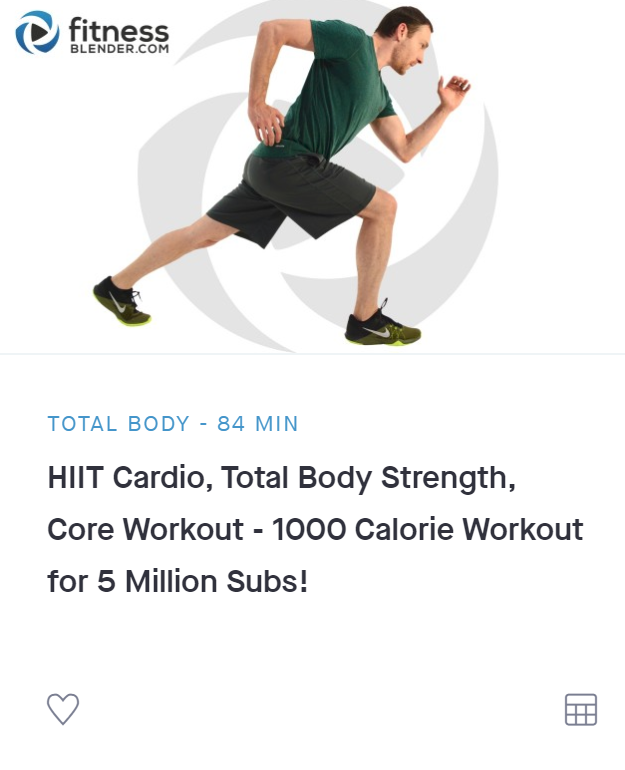 fitness
BLENDER.COM
TOTAL BODY - 84 MIN
HIIT Cardio, Total Body Strength,
Core Workout - 1000 Calorie Workout
for 5 Million Subs!